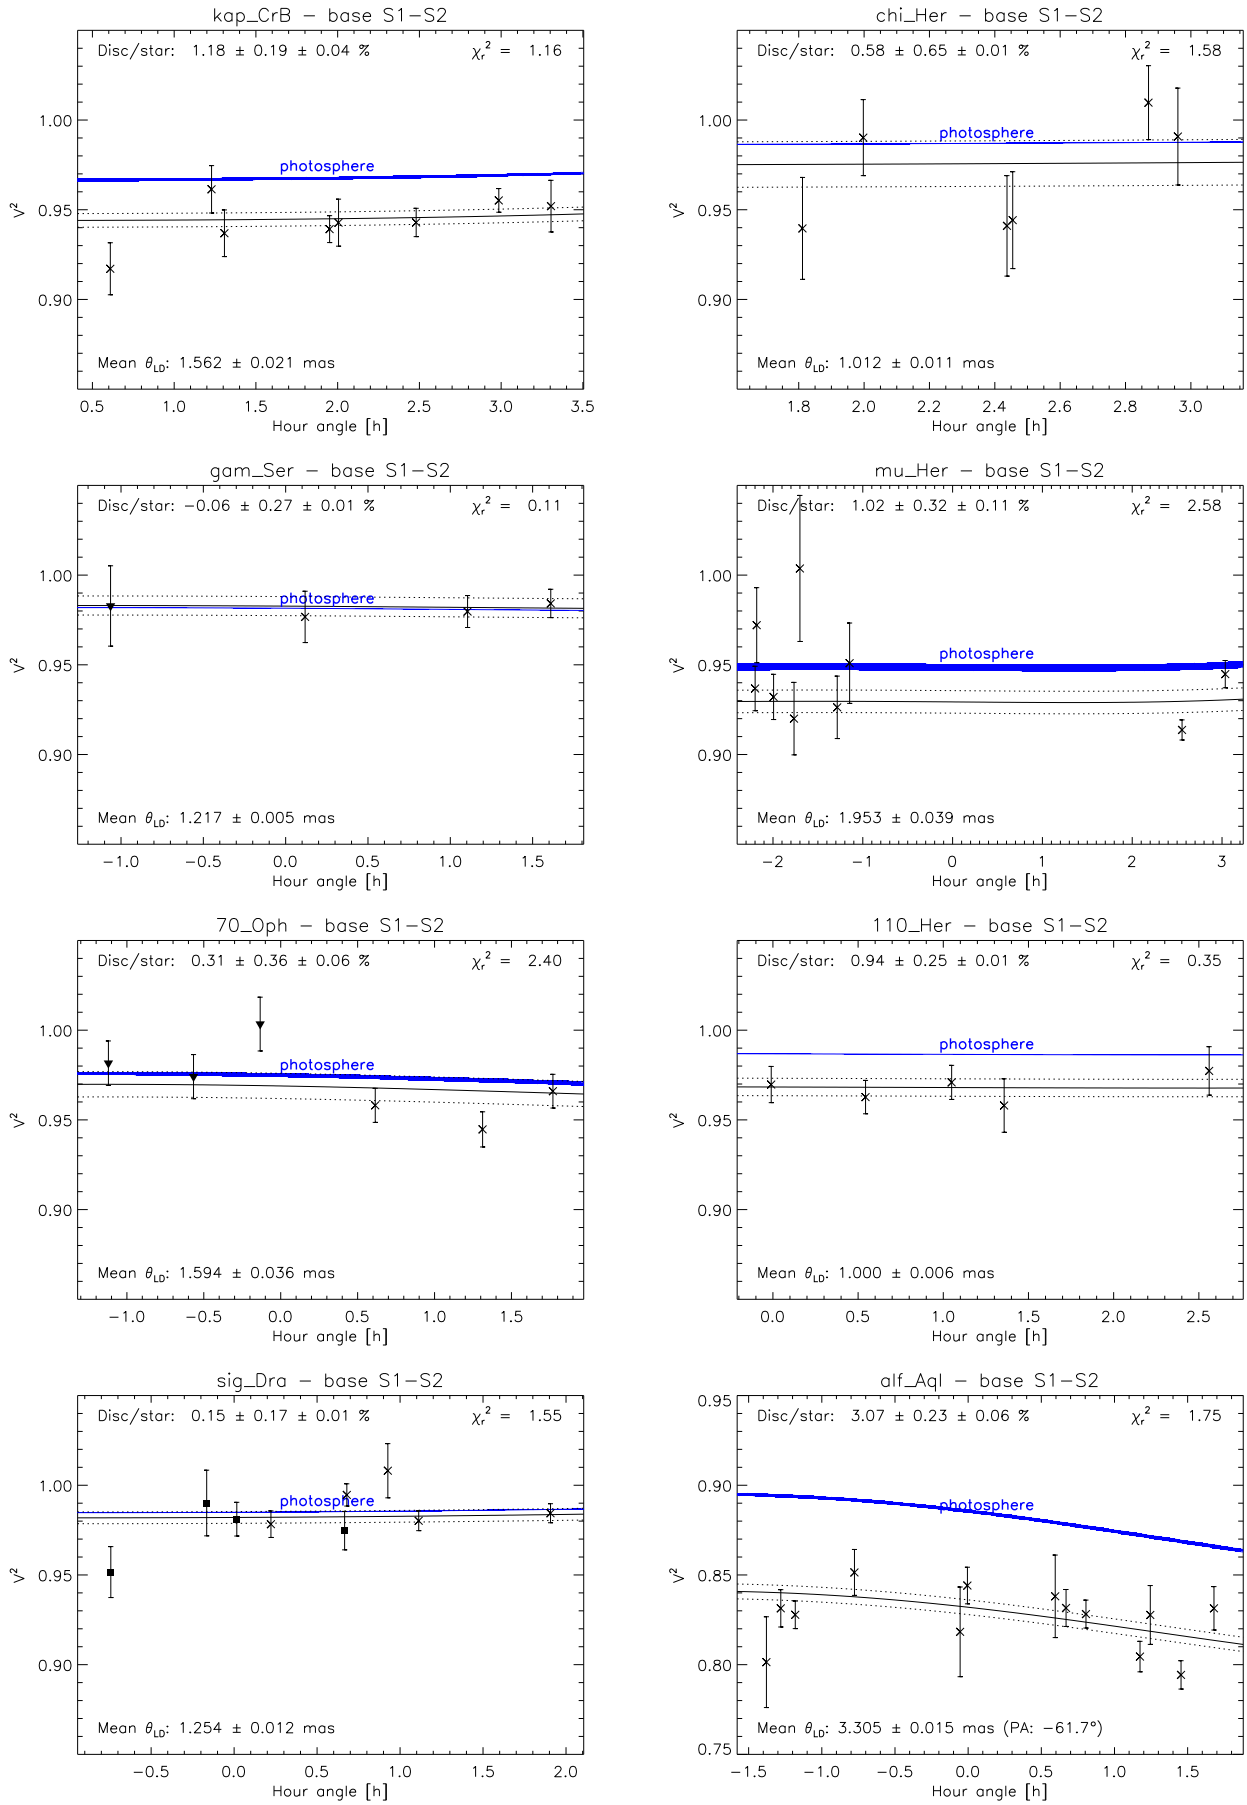 kap_CrB − base S1−S2
Disc/star: 1.18 ± 0.19 ± 0.04 % χr² = 1.16
1.00
photosphere
0.95
V²
0.90
Mean θLD: 1.562 ± 0.021 mas
0.5 1.0 1.5 2.0 2.5 3.0 3.5
Hour angle [h]
chi_Her − base S1−S2
Disc/star: 0.58 ± 0.65 ± 0.01 % χr² = 1.58
1.00
photosphere
0.95
V²
0.90
Mean θLD: 1.012 ± 0.011 mas
1.8 2.0 2.2 2.4 2.6 2.8 3.0
Hour angle [h]
gam_Ser − base S1−S2
Disc/star: −0.06 ± 0.27 ± 0.01 % χr² = 0.11
1.00
photosphere
0.95
V²
0.90
Mean θLD: 1.217 ± 0.005 mas
−1.0 −0.5 0.0 0.5 1.0 1.5
Hour angle [h]
mu_Her − base S1−S2
Disc/star: 1.02 ± 0.32 ± 0.11 % χr² = 2.58
1.00
photosphere
0.95
V²
0.90
Mean θLD: 1.953 ± 0.039 mas
−2 −1 0 1 2 3
Hour angle [h]
70_Oph − base S1−S2
Disc/star: 0.31 ± 0.36 ± 0.06 % χr² = 2.40
1.00
photosphere
0.95
V²
0.90
Mean θLD: 1.594 ± 0.036 mas
−1.0 −0.5 0.0 0.5 1.0 1.5
Hour angle [h]
110_Her − base S1−S2
Disc/star: 0.94 ± 0.25 ± 0.01 % χr² = 0.35
1.00
photosphere
0.95
V²
0.90
Mean θLD: 1.000 ± 0.006 mas
0.0 0.5 1.0 1.5 2.0 2.5
Hour angle [h]
sig_Dra − base S1−S2
Disc/star: 0.15 ± 0.17 ± 0.01 % χr² = 1.55
1.00
photosphere
0.95
V²
0.90
Mean θLD: 1.254 ± 0.012 mas
−0.5 0.0 0.5 1.0 1.5 2.0
Hour angle [h]
alf_Aql − base S1−S2
0.95
Disc/star: 3.07 ± 0.23 ± 0.06 % χr² = 1.75
0.90
photosphere
0.85
V²
0.80
Mean θLD: 3.305 ± 0.015 mas (PA: −61.7°)
0.75
−1.5 −1.0 −0.5 0.0 0.5 1.0 1.5
Hour angle [h]